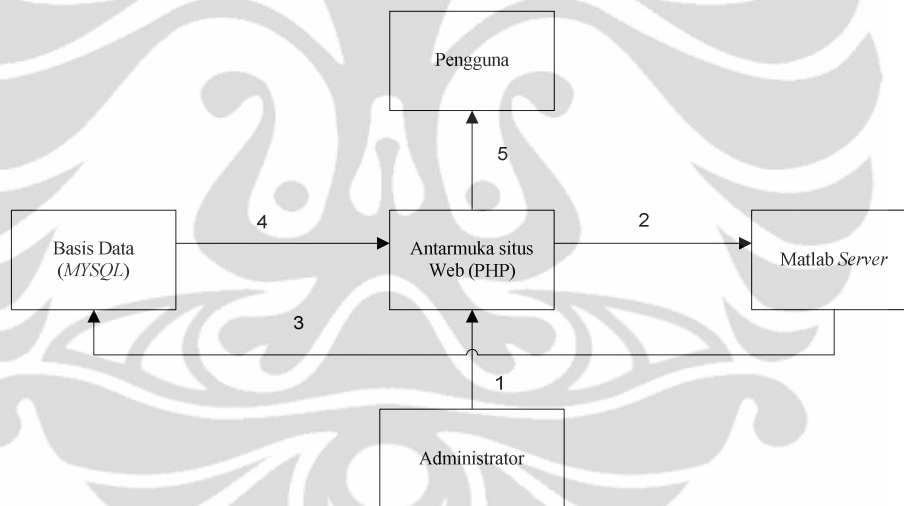 Pengguna
5
4
2
Basis Data
(MYSQL)
Antarmuka situs
Web (PHP)
Matlab Server
3
1
Administrator